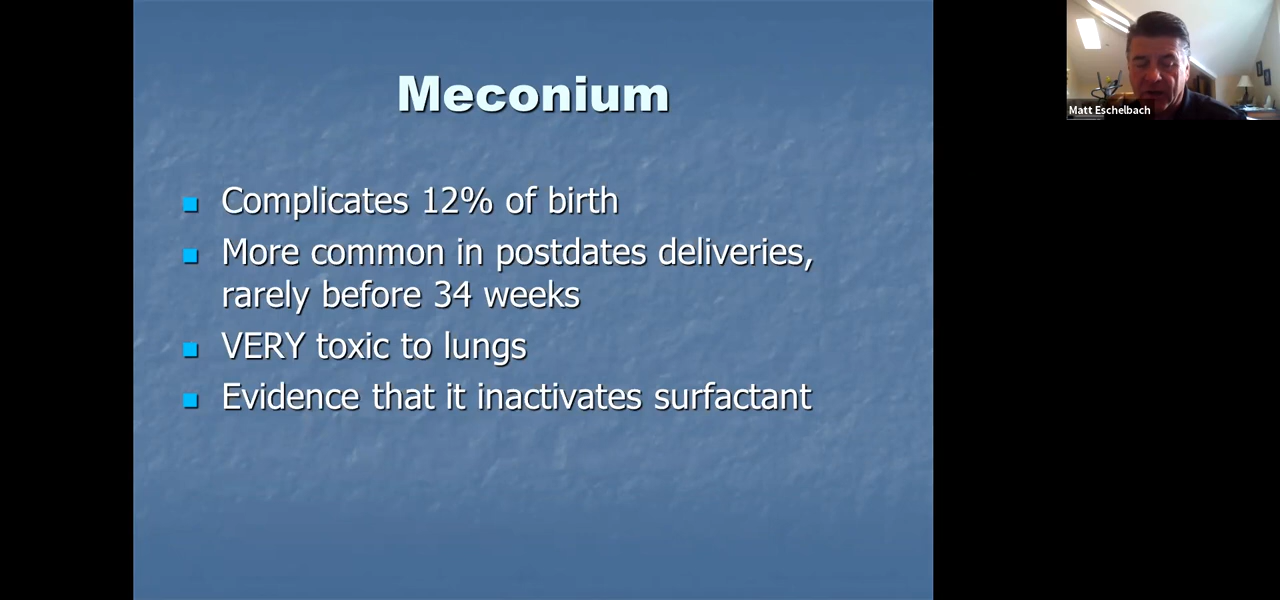 Meconium
Complicates 12% of birth
More common in postdates deliveries,
rarely before 34 weeks
VERY toxic to lungs
Evidence that it inactivates surfactant
Matt Eschelbach